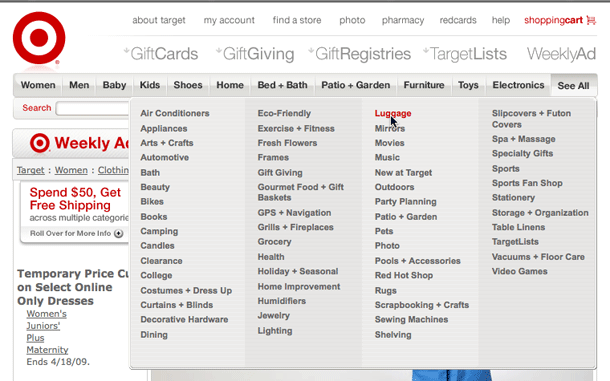 about target my account find a store photo pharmacy redcards help shoppingcart
GiftCards GiftGiving GiftRegistries TargetLists WeeklyAd
Women Men Baby Kids Shoes Home Bed + Bath Patio + Garden Furniture Toys Electronics See All
Search
Weekly
Target : Women :
Spend $50, Get
Free Shipping
across multiple
Roll Over for More Info
Temporary Price
on Select Online
Only Dresses
Women's
Juniors'
Plus
Maternity
Ends 4/18/09.
Air Conditioners
Appliances
Arts + Crafts
Automotive
Bath
Beauty
Bikes
Books
Camping
Candles
Clearance
College
Costumes + Dress Up
Curtains + Blinds
Decorative Hardware
Dining
Eco-Friendly
Exercise + Fitness
Fresh Flowers
Frames
Gift Giving
Gourmet Food + Gift
Baskets
GPS + Navigation
Grills + Fireplaces
Grocery
Health
Holiday + Seasonal
Home Improvement
Humidifiers
Jewelry
Lighting
Luggage
Mirrors
Movies
Music
New at Target
Outdoors
Party Planning
Patio + Garden
Pets
Photo
Pools + Accessories
Red Hot Shop
Rugs
Scrapbooking + Crafts
Sewing Machines
Shelving
Slipcovers + Futon
Covers
Spa + Massage
Specialty Gifts
Sports
Sports Fan Shop
Stationery
Storage + Organization
Table Linens
TargetLists
Vacuums + Floor Care
Video Games